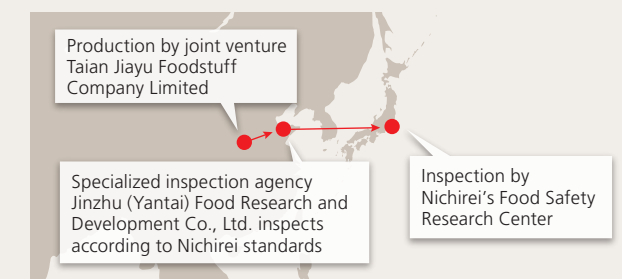 Production by joint venture
Taian Jiayu Foodstuff
Company Limited
Specialized inspection agency
Jinzhu (Yantai) Food Research and
Development Co., Ltd. inspects
according to Nichirei standards
Inspection by
Nichirei's Food Safety
Research Center